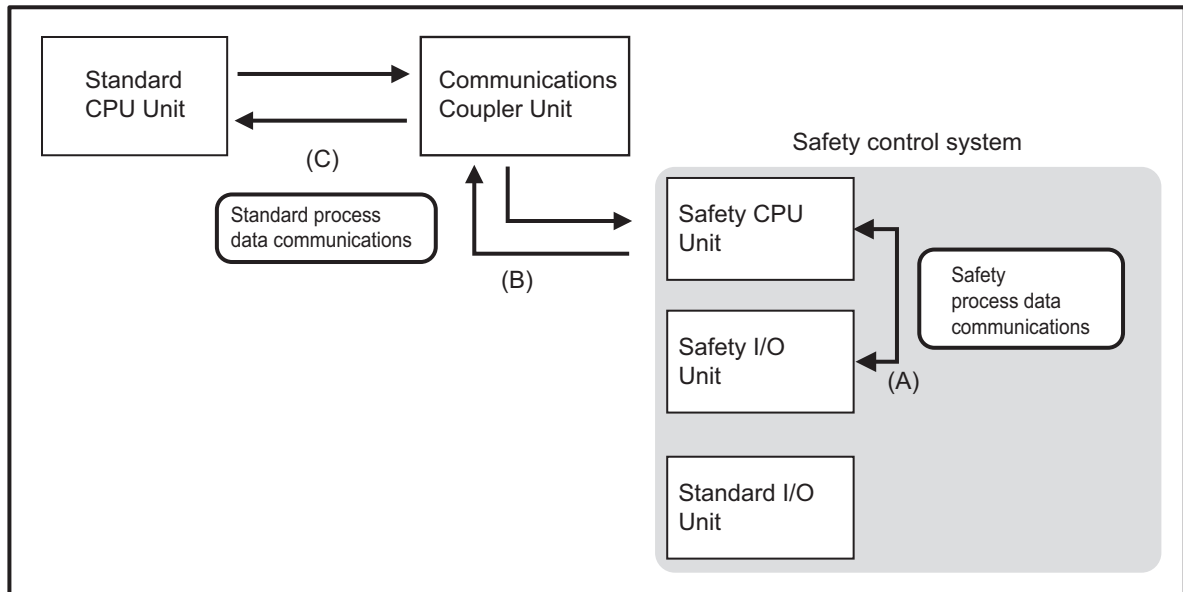 Standard
CPU Unit
Communications
Coupler Unit
(C)
Standard process
data communications
(B)
Safety control system
Safety CPU
Unit
Safety
process data
communications
Safety I/O
Unit
(A)
Standard I/O
Unit